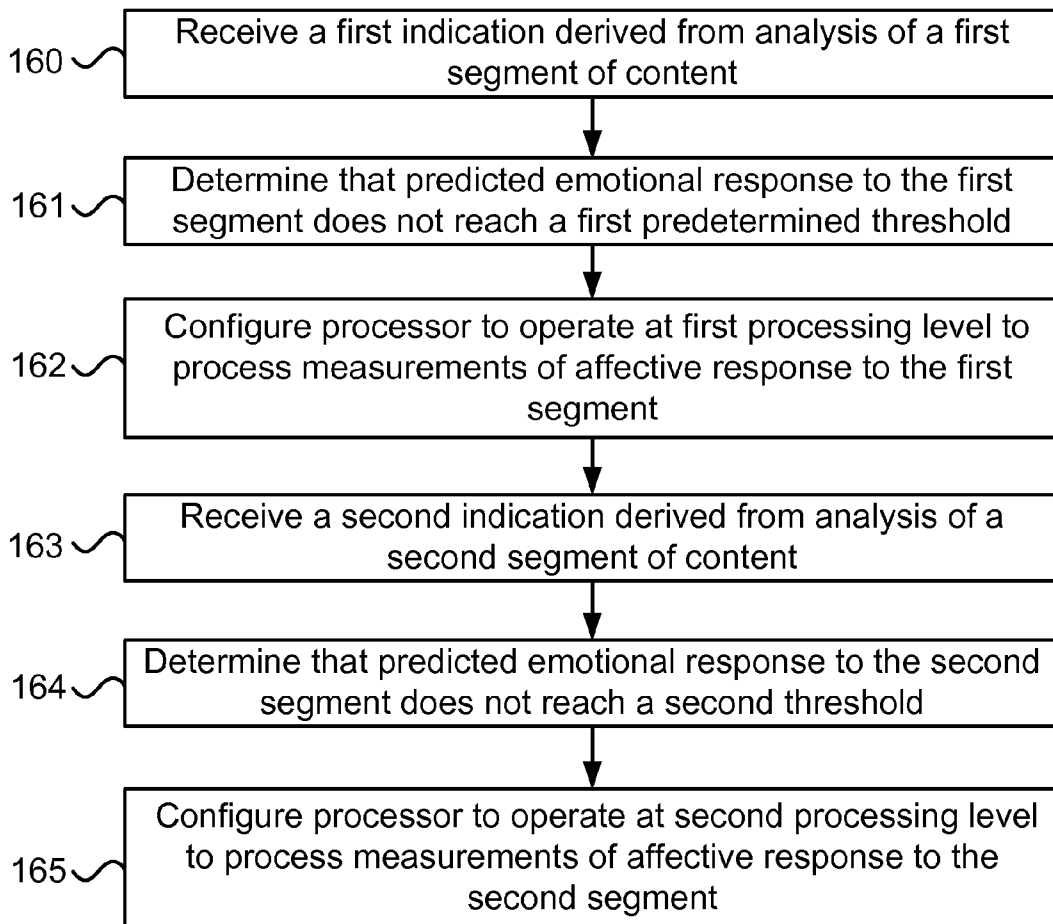 Receive a first indication derived from analysis of a first
160
segment of content
Determine that predicted emotional response to the first
161
segment does not reach a first predetermined threshold
Configure processor to operate at first processing level to
162
process measurements of affective response to the first
segment
Receive a second indication derived from analysis of a
163
second segment of content
Determine that predicted emotional response to the second
164
segment does not reach a second threshold
Configure processor to operate at second processing level
165
to process measurements of affective response to the
second segment